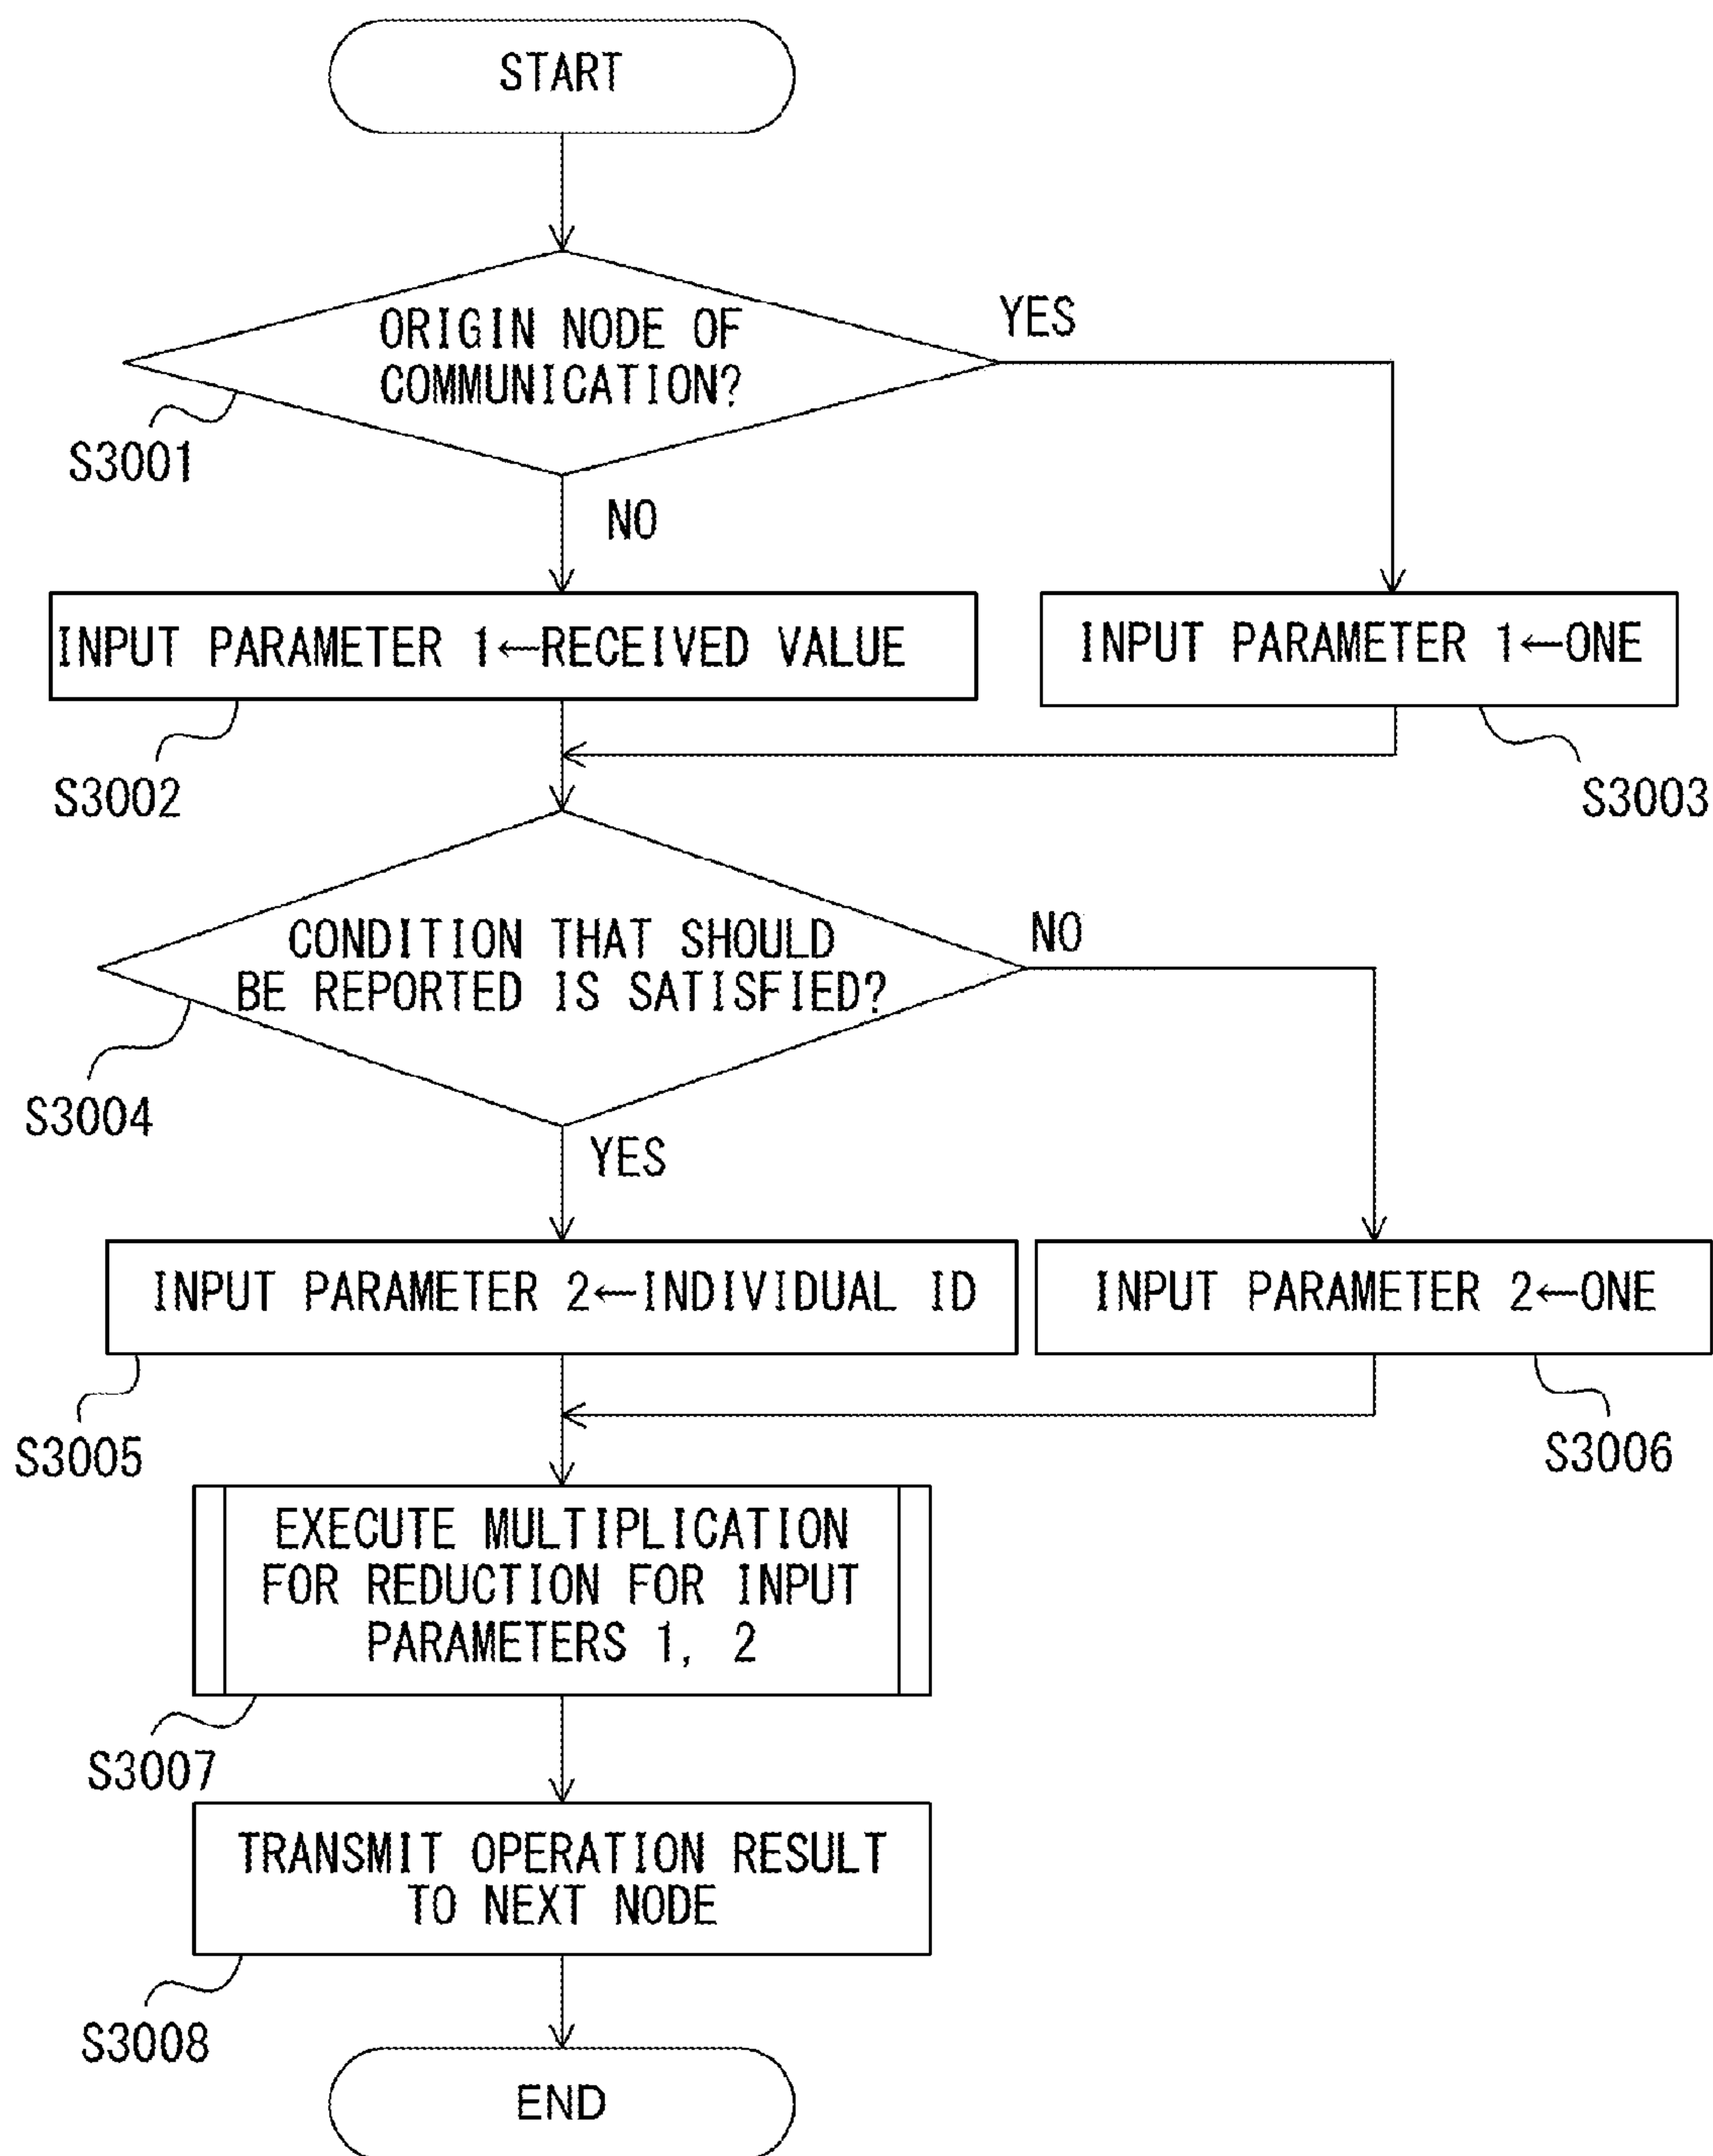 START
ORIGIN NODE OF
COMMUNICATION?
YES
S3001
NO
INPUT PARAMETER 1←RECEIVED VALUE
INPUT PARAMETER 1←ONE
S3002
S3003
CONDITION THAT SHOULD
BE REPORTED IS SATISFIED?
NO
S3004
YES
INPUT PARAMETER 2←INDIVIDUAL ID
INPUT PARAMETER 2←ONE
S3005
S3006
EXECUTE MULTIPLICATION
FOR REDUCTION FOR INPUT
PARAMETERS 1, 2
S3007
TRANSMIT OPERATION RESULT
TO NEXT NODE
S3008
END